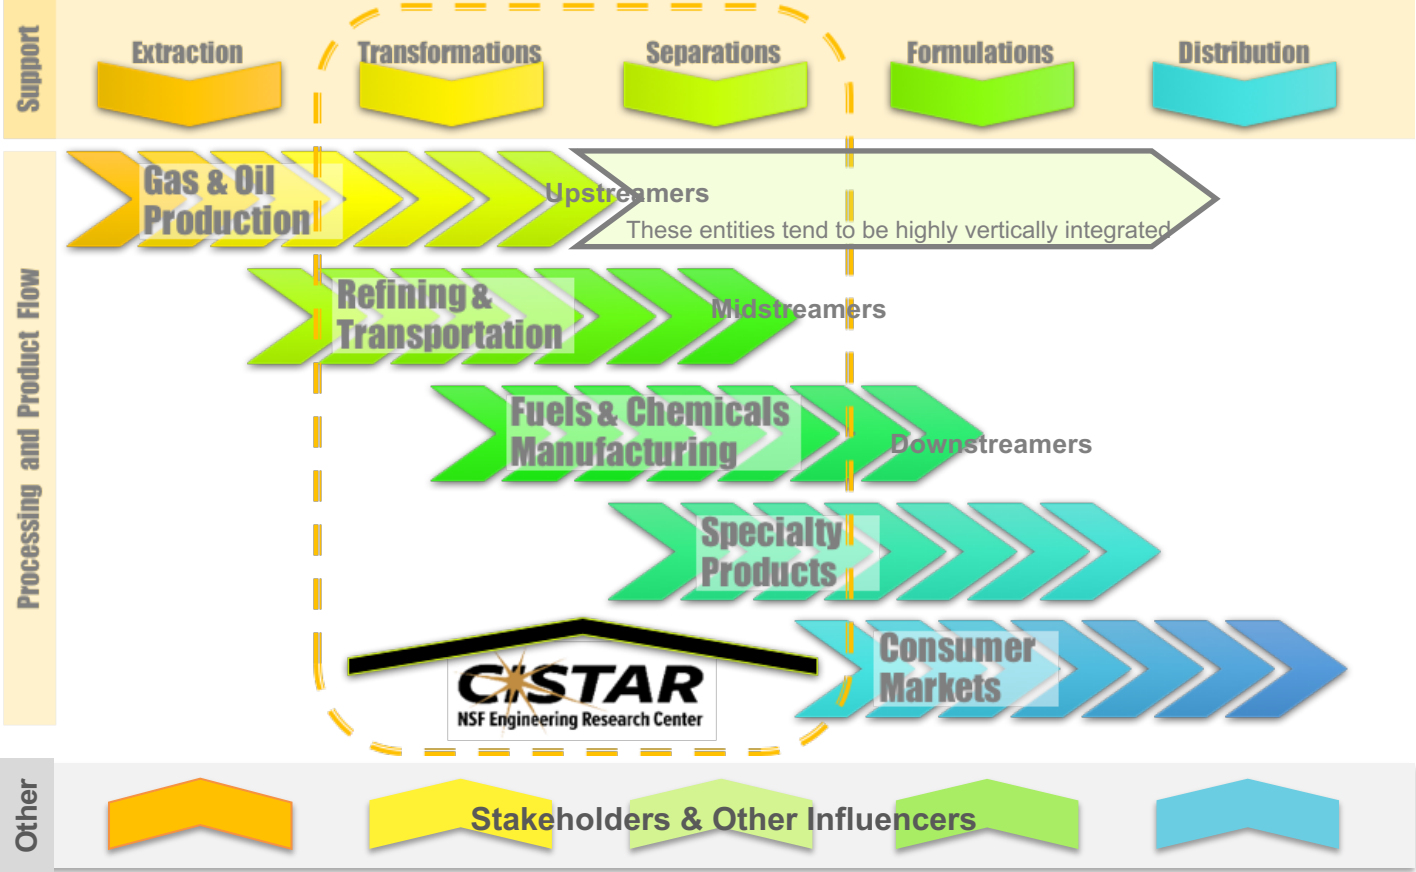 Support
Extraction
Transformations
Separations
Formulations
Distribution
Processing and Product Flow
Gas & Oil
Production
Upstreamers
These entities tend to be highly vertically integrated
Refining &
Transportation
Midstreamers
Fuels & Chemicals
Manufacturing
Downstreamers
Specialty
Products
Consumer
Markets
CISTAR
NSF Engineering Research Center
Other
Stakeholders & Other Influencers